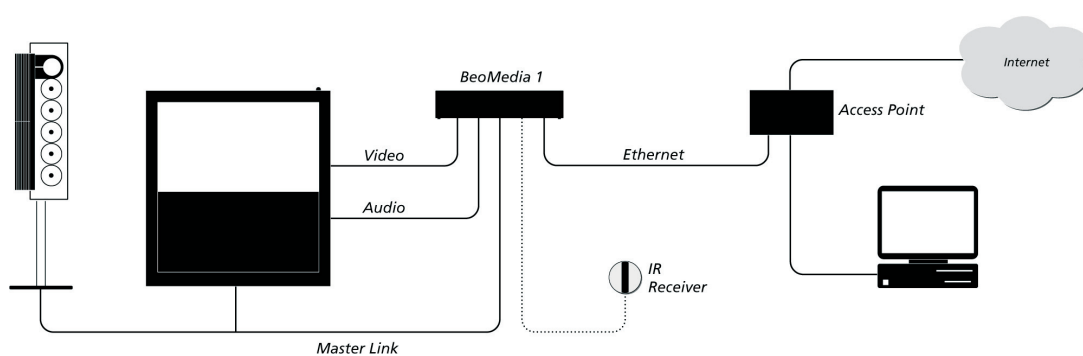 BeoMedia 1
Internet
Access Point
Video
Ethernet
Audio
IR
Receiver
Master Link